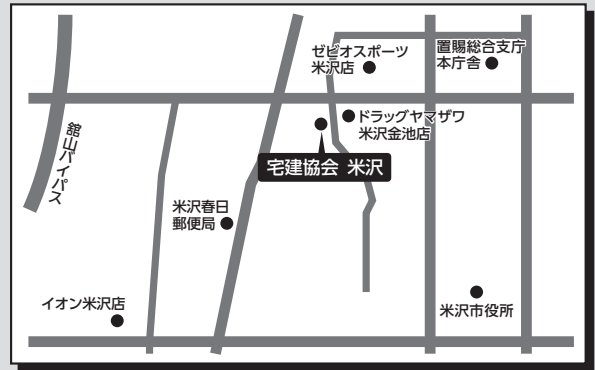 ゼビオスポーツ
米沢店
置賜総合支庁
本庁舎
ドラッグヤマザワ
米沢金池店
舘山バイパス
宅建協会 米沢
米沢春日
郵便局
イオン米沢店
米沢市役所